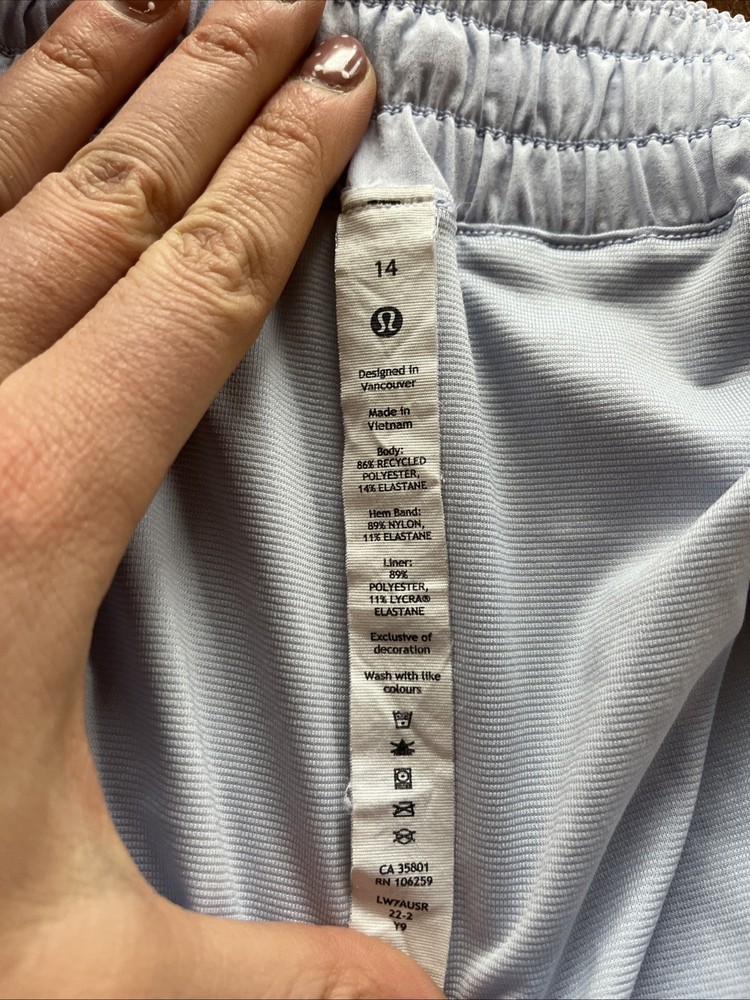 14
Designed in
Vancouver
Made in
Vietnam
Body:
86% RECYCLED
POLYESTER,
14% ELASTANE
Hem Band:
89% NYLON,
11% ELASTANE
Liner:
89%
POLYESTER,
11% LYCRA®
ELASTANE
Exclusive of
decoration
Wash with like
colours
CA 35801
RN 106259
LW7AUSR
22-2
Y9